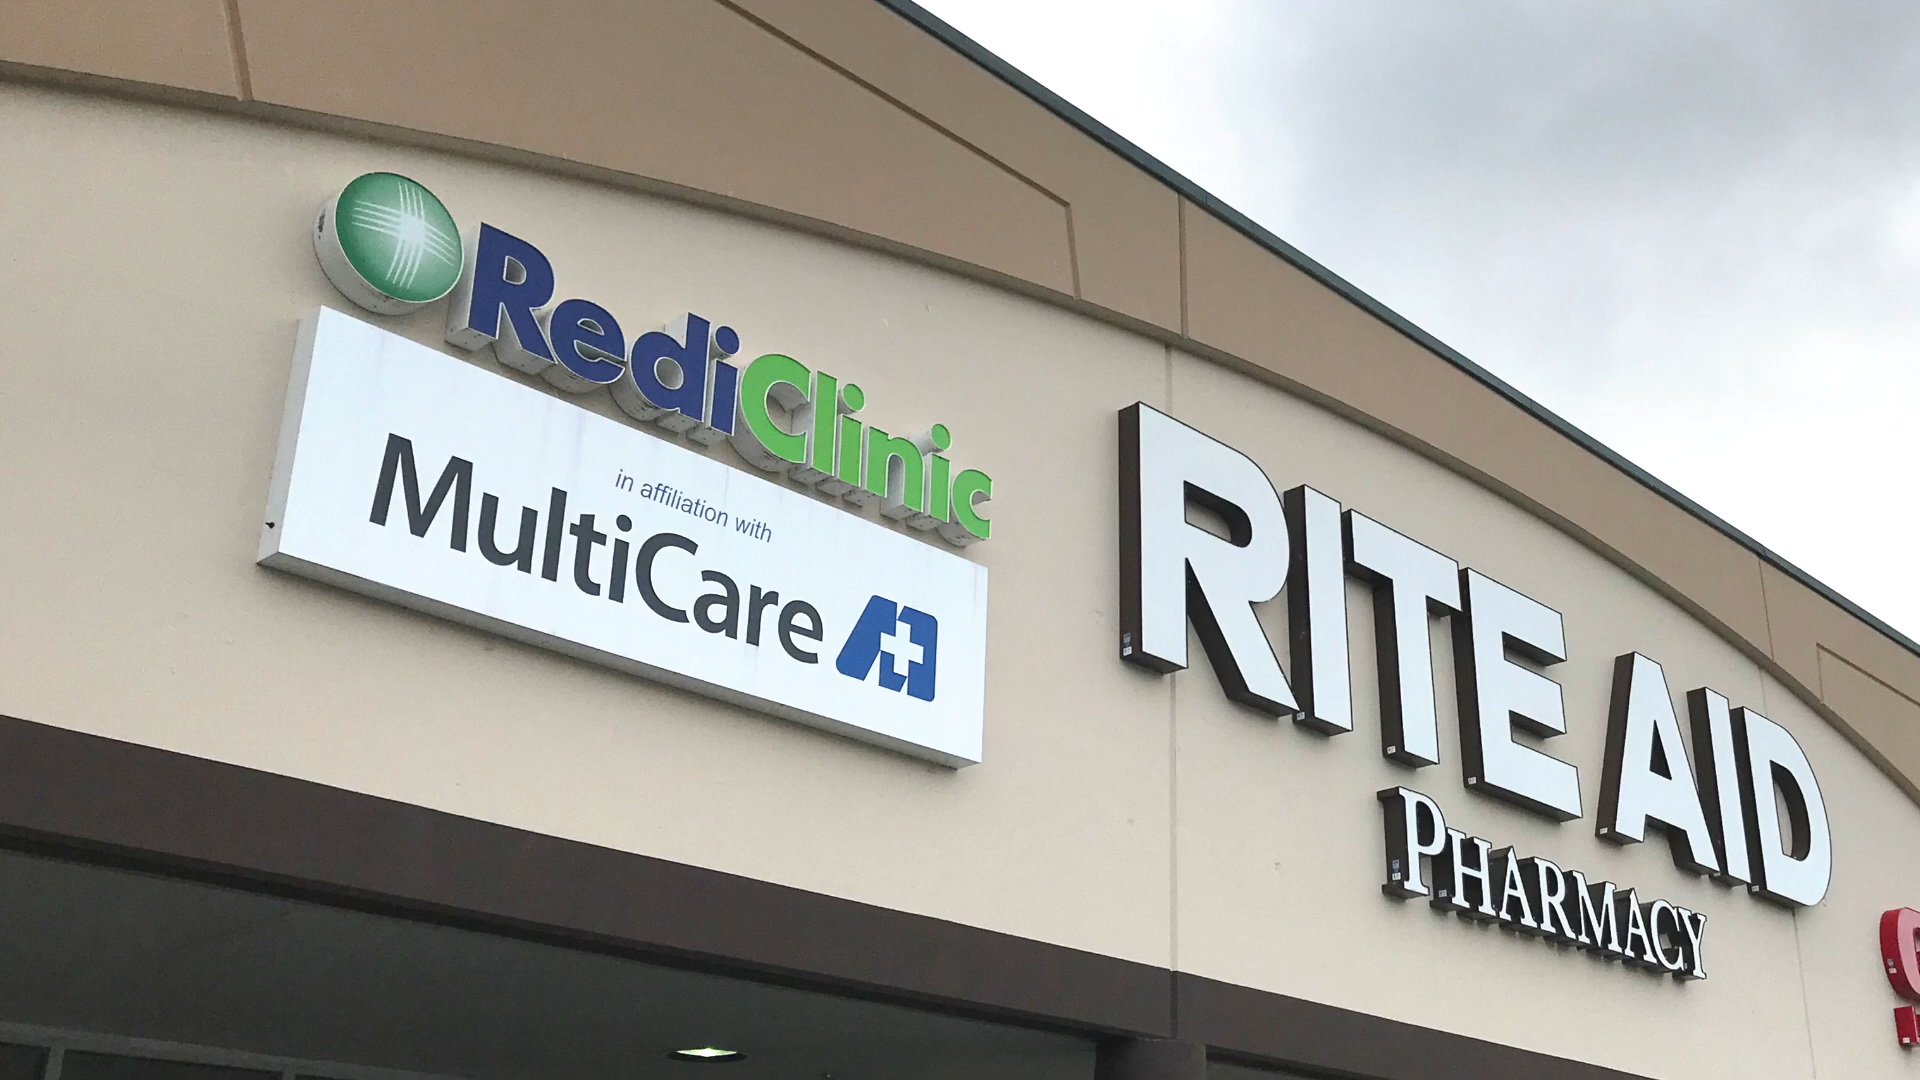 RediClinic
in affiliation with
MultiCare
RITE AID
PHARMACY